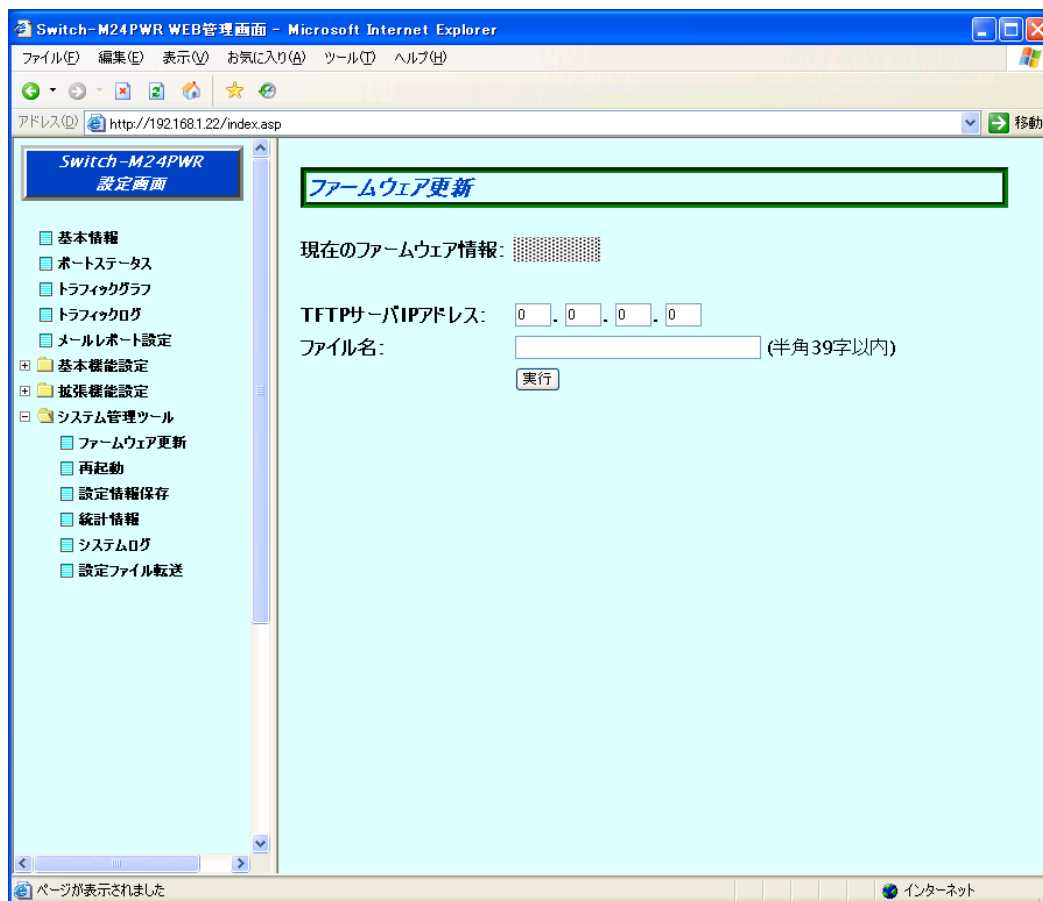 Switch-M24PWR WEB管理画面 - Microsoft Internet Explorer
ファイル(F) 編集(E) 表示(V) お気に入り(A) ツール(T) ヘルプ(H)
アドレス(D) http://192.168.1.22/index.asp 移動
Switch-M24PWR
設定画面
基本情報
ポートステータス
トラフィックグラフ
トラフィックログ
メールレポート設定
基本機能設定
拡張機能設定
システム管理ツール
ファームウェア更新
再起動
設定情報保存
統計情報
システムログ
設定ファイル転送
ファームウェア更新
現在のファームウェア情報:
TFTPサーバIPアドレス: 0 . 0 . 0 . 0
ファイル名: (半角39字以内)
実行
ページが表示されました インターネット